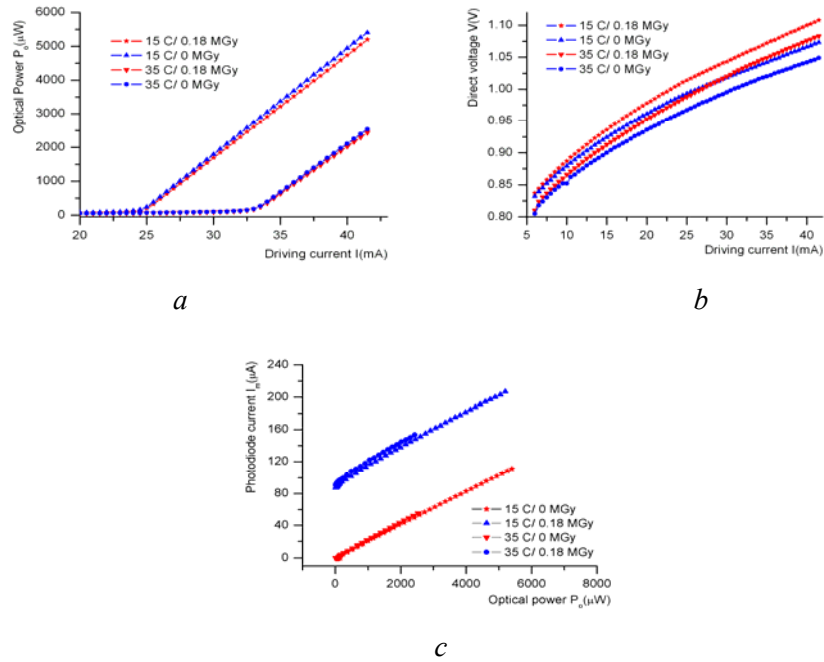 Optical Power Pₒ(μW)
6000
5000
4000
3000
2000
1000
0
15 C/ 0.18 MGy
15 C/ 0 MGy
35 C/ 0.18 MGy
35 C/ 0 MGy
20 25 30 35 40
Driving current I(mA)
a
Direct voltage V(V)
1.10
1.05
1.00
0.95
0.90
0.85
0.80
15 C/ 0.18 MGy
15 C/ 0 MGy
35 C/ 0.18 MGy
35 C/ 0 MGy
5 10 15 20 25 30 35 40
Driving current I(mA)
b
Photodiode current Iₘ(μA)
240
200
160
120
80
40
0
15 C/ 0 MGy
15 C/ 0.18 MGy
35 C/ 0 MGy
35 C/ 0.18 MGy
0 2000 4000 6000 8000
Optical power Pₒ(μW)
c